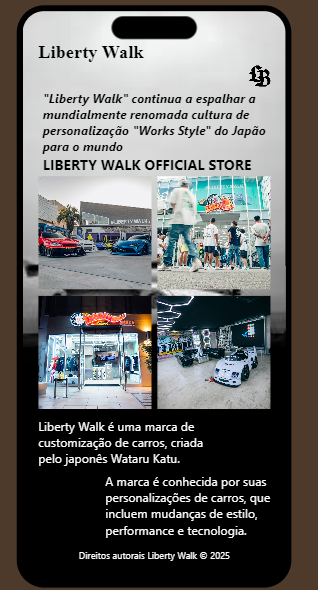 Liberty Walk
LB
"Liberty Walk" continua a espalhar a
mundialmente renomada cultura de
personalização "Works Style" do Japão
para o mundo
LIBERTY WALK OFFICIAL STORE
LIBERTY WALK
Liberty Walk é uma marca de
customização de carros, criada
pelo japonês Wataru Katu.
A marca é conhecida por suas
personalizações de carros, que
incluem mudanças de estilo,
performance e tecnologia.
Direitos autorais Liberty Walk © 2025